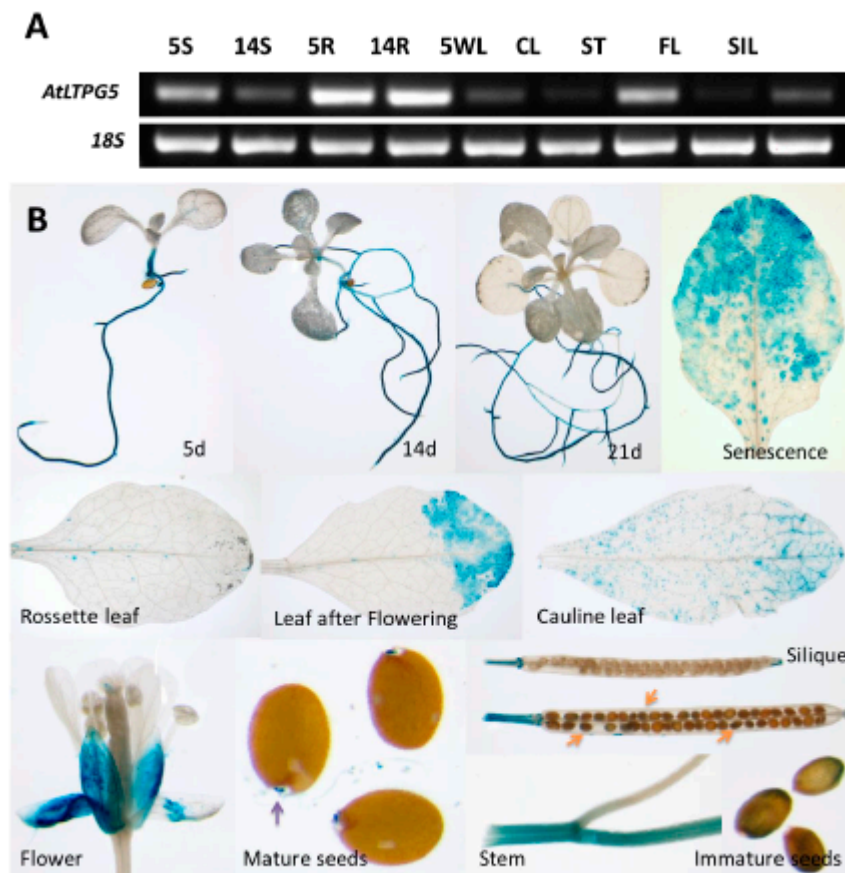 A
5S 14S 5R 14R 5WL CL ST FL SIL
AtLTPG5
18S
B
5d
14d
21d
Senescence
Rossette leaf
Leaf after Flowering
Cauline leaf
Silique
Flower
Mature seeds
Stem
Immature seeds